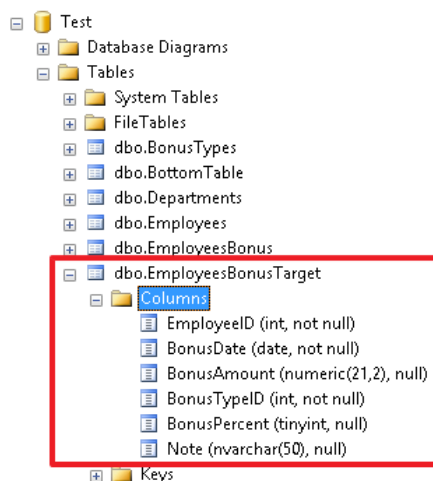 Test
Database Diagrams
Tables
System Tables
FileTables
dbo.BonusTypes
dbo.BottomTable
dbo.Departments
dbo.Employees
dbo.EmployeesBonus
dbo.EmployeesBonusTarget
Columns
EmployeeID (int, not null)
BonusDate (date, not null)
BonusAmount (numeric(21,2), null)
BonusTypeID (int, not null)
BonusPercent (tinyint, null)
Note (nvarchar(50), null)
Keys